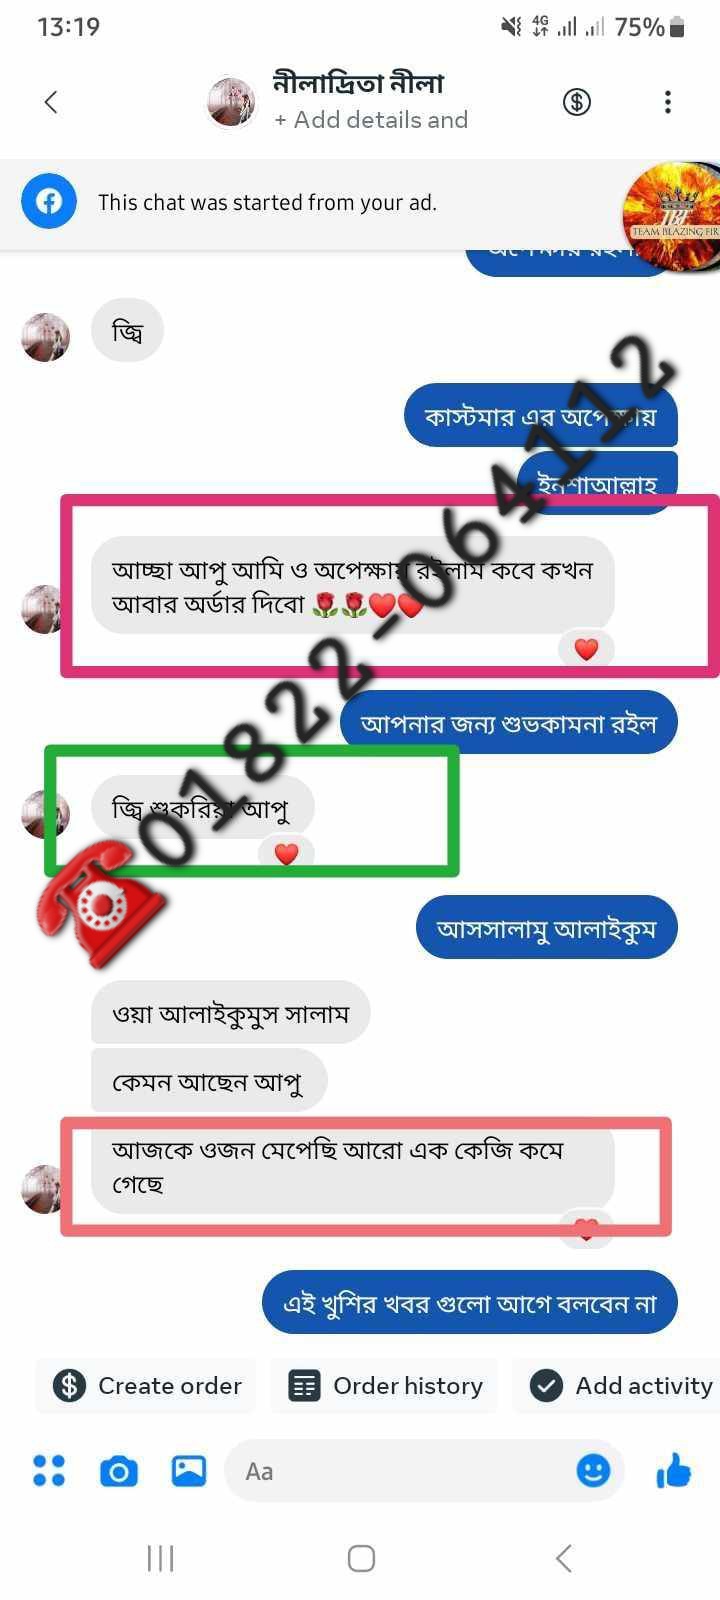 13:19
4G
75%
নীলাদ্রিতা নীলা
+ Add details and
This chat was started from your ad.
TBF
TEAM BLAZING FIR
জ্বি
কাস্টমার এর অপেক্ষায়
ইনশাআল্লাহ
আচ্ছা আপু আমি ও অপেক্ষায় রইলাম কবে কখন
আবার অর্ডার দিবো 🌹🌹❤️❤️
আপনার জন্য শুভকামনা রইল
জ্বি শুকরিয়া আপু
01822-064112
আসসালামু আলাইকুম
ওয়া আলাইকুমুস সালাম
কেমন আছেন আপু
আজকে ওজন মেপেছি আরো এক কেজি কমে
গেছে
এই খুশির খবর গুলো আগে বলবেন না
Create order
Order history
Add activity
Aa